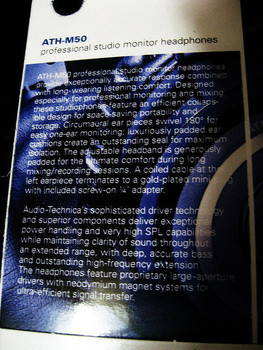 ATH-M50
professional studio monitor headphones
ATH-M50 professional studio monitor headphones
provide exceptionally accurate response combined
with long-wearing listening comfort. Designed
especially for professional monitoring and mixing
these studiophones feature an efficient collaps-
ible design for space-saving portability and
storage. Circumaural ear pieces swivel 180° for
easy one-ear monitoring; luxuriously padded ear
cushions create an outstanding seal for maximum
isolation. The adjustable headband is generously
padded for the ultimate comfort during long
mixing/recording sessions. A coiled cable at the
left earpiece terminates to a gold-plated mini-plug
with included screw-on ¼" adapter.
Audio-Technica's sophisticated driver technology
and superior components deliver exceptional
power handling and very high SPL capabilities
while maintaining clarity of sound throughout
an extended range, with deep, accurate bass
and outstanding high-frequency extension.
The headphones feature proprietary large-aperture
drivers with neodymium magnet systems for
ultra-efficient signal transfer.